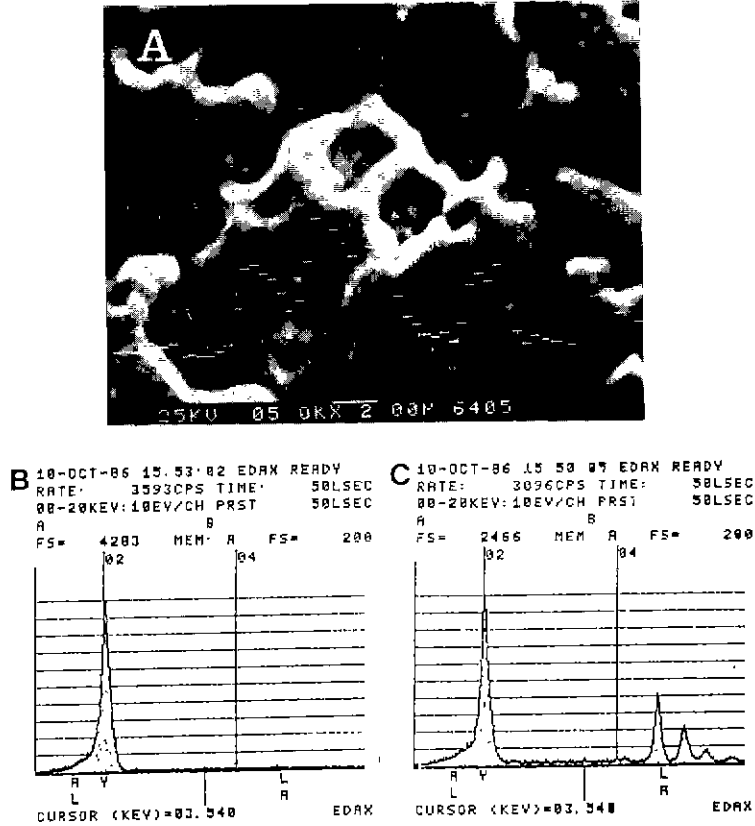 A
25KV 05 0KX 2 00M 6405
B
10-OCT-86 15.53:02 EDAX READY
RATE: 3593CPS TIME: 50LSEC
00-20KEV:10EV/CH PRST 50LSEC
A B
FS= 4283 MEM: A FS= 200
02 04
A Y L
L A
CURSOR (KEV)=03.540 EDAX
C
10-OCT-86 15 50 EDAX READY
RATE: 3096CPS TIME: 50LSEC
00-20KEV:10EV/CH PRST 50LSEC
A B
FS= 2466 MEM A FS= 200
02 04
A Y L
L A
CURSOR (KEV)=03.540 EDAX